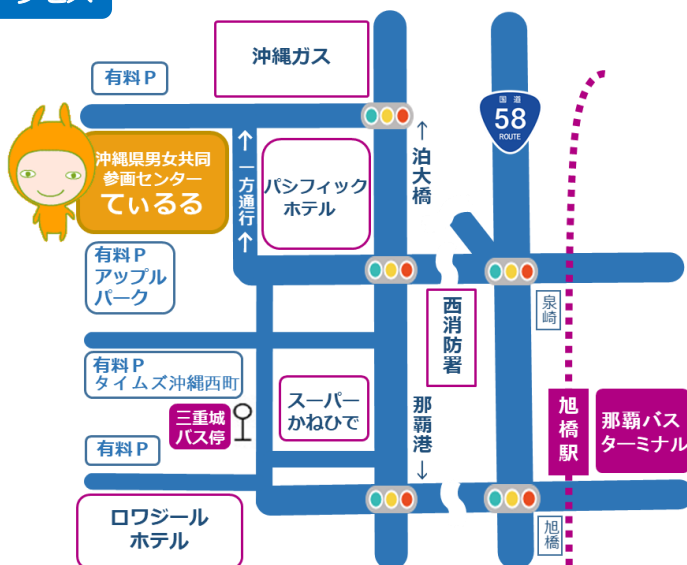 沖縄ガス
有料P
国道
58
ROUTE
沖縄県男女共同
参画センター
ているる
↑
一方通行
↑
パシフィック
ホテル
↑
泊大橋
有料P
アップル
パーク
西消防署
泉崎
有料P
タイムズ沖縄西町
三重城
バス停
スーパー
かねひで
那覇港
↓
旭橋駅
那覇バス
ターミナル
有料P
ロワジール
ホテル
旭橋